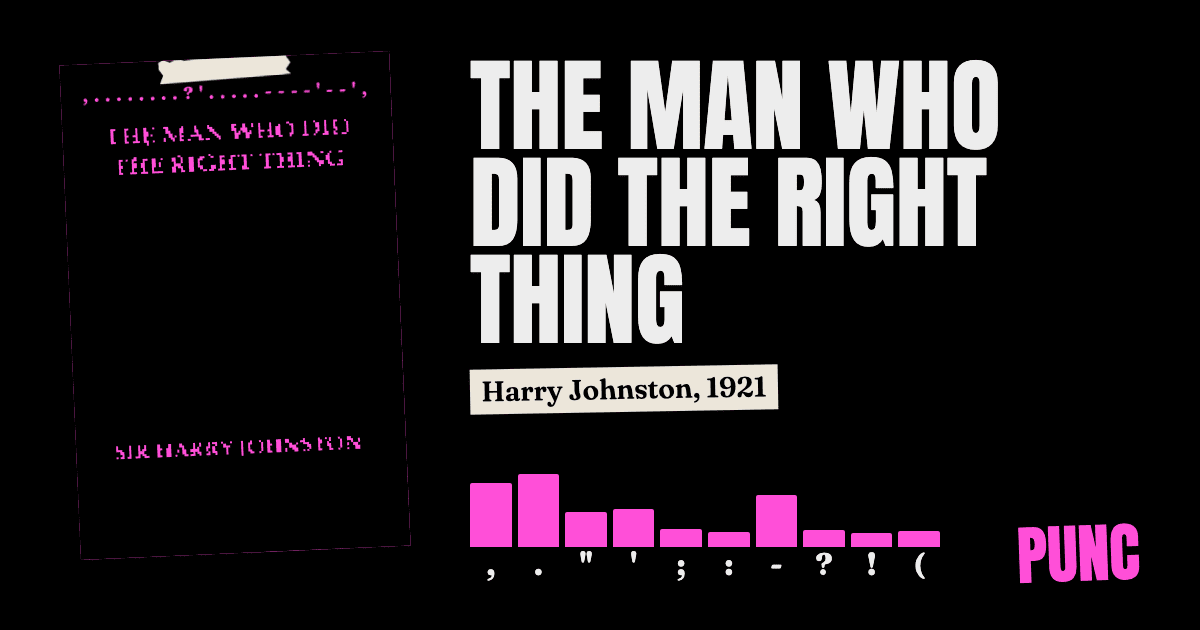 ,........?'.....----'--',
THE MAN WHO DID
THE RIGHT THING
SIR HARRY JOHNSTON
THE MAN WHO
DID THE RIGHT
THING
Harry Johnston, 1921
, . " ' ; : - ? ! (
PUNC